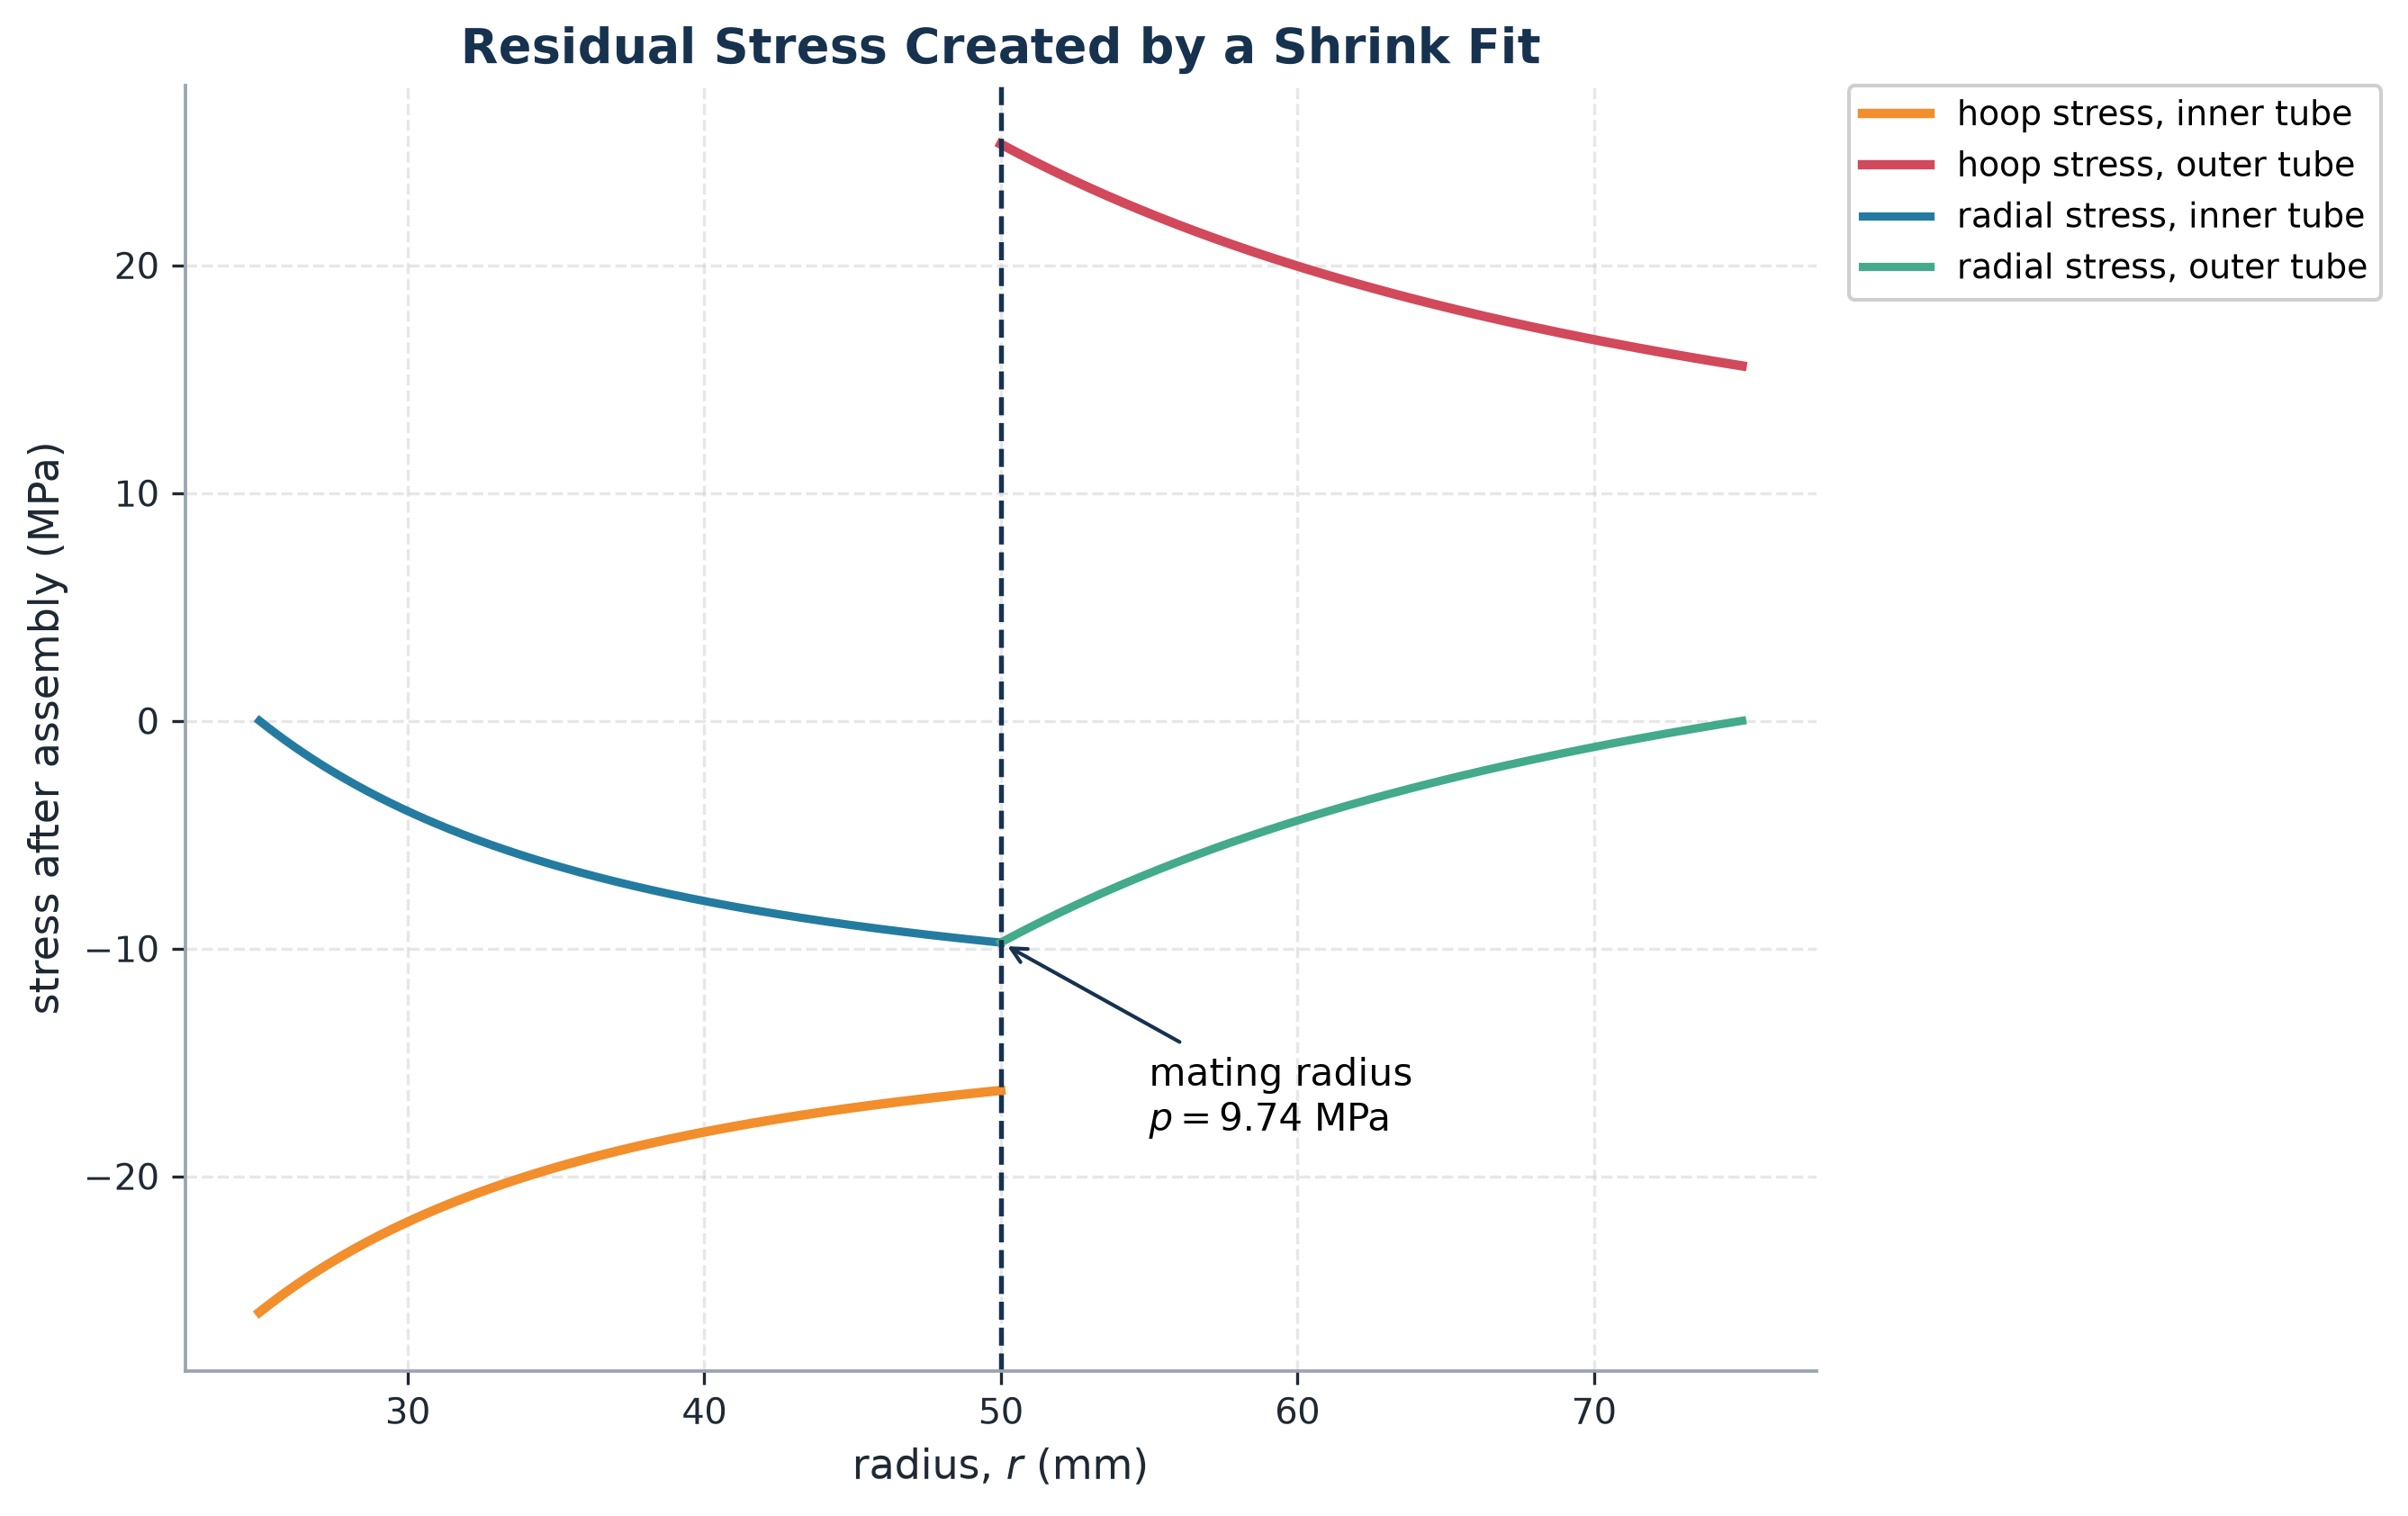 Residual Stress Created by a Shrink Fit
hoop stress, inner tube
hoop stress, outer tube
radial stress, inner tube
radial stress, outer tube
stress after assembly (MPa)
20
10
0
−10
−20
mating radius
p = 9.74 MPa
30
40
50
60
70
radius, r (mm)